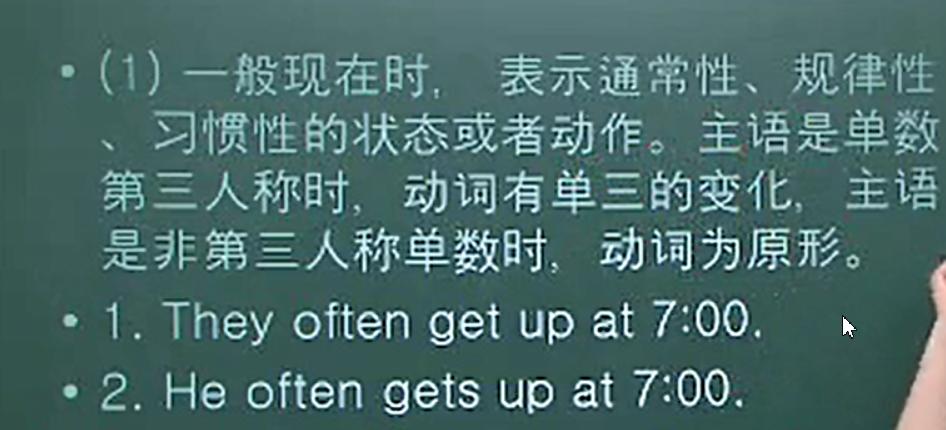 • (1) 一般现在时, 表示通常性、规律性
、习惯性的状态或者动作。主语是单数
第三人称时, 动词有单三的变化, 主语
是非第三人称单数时, 动词为原形。
• 1. They often get up at 7:00.
• 2. He often gets up at 7:00.